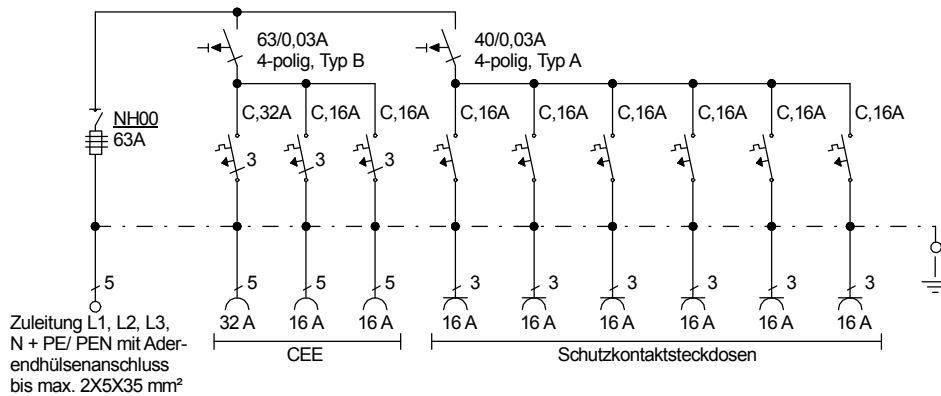 63/0,03A
4-polig, Typ B
40/0,03A
4-polig, Typ A
NH00
63A
C,32A
C,16A
C,16A
C,16A
C,16A
C,16A
C,16A
C,16A
C,16A
3
3
3
5
5
5
5
3
3
3
3
3
3
32 A
16 A
16 A
16 A
16 A
16 A
16 A
16 A
16 A
Zuleitung L1, L2, L3,
N + PE/ PEN mit Ader-
endhülsenanschluss
bis max. 2X5X35 mm²
CEE
Schutzkontaktsteckdosen